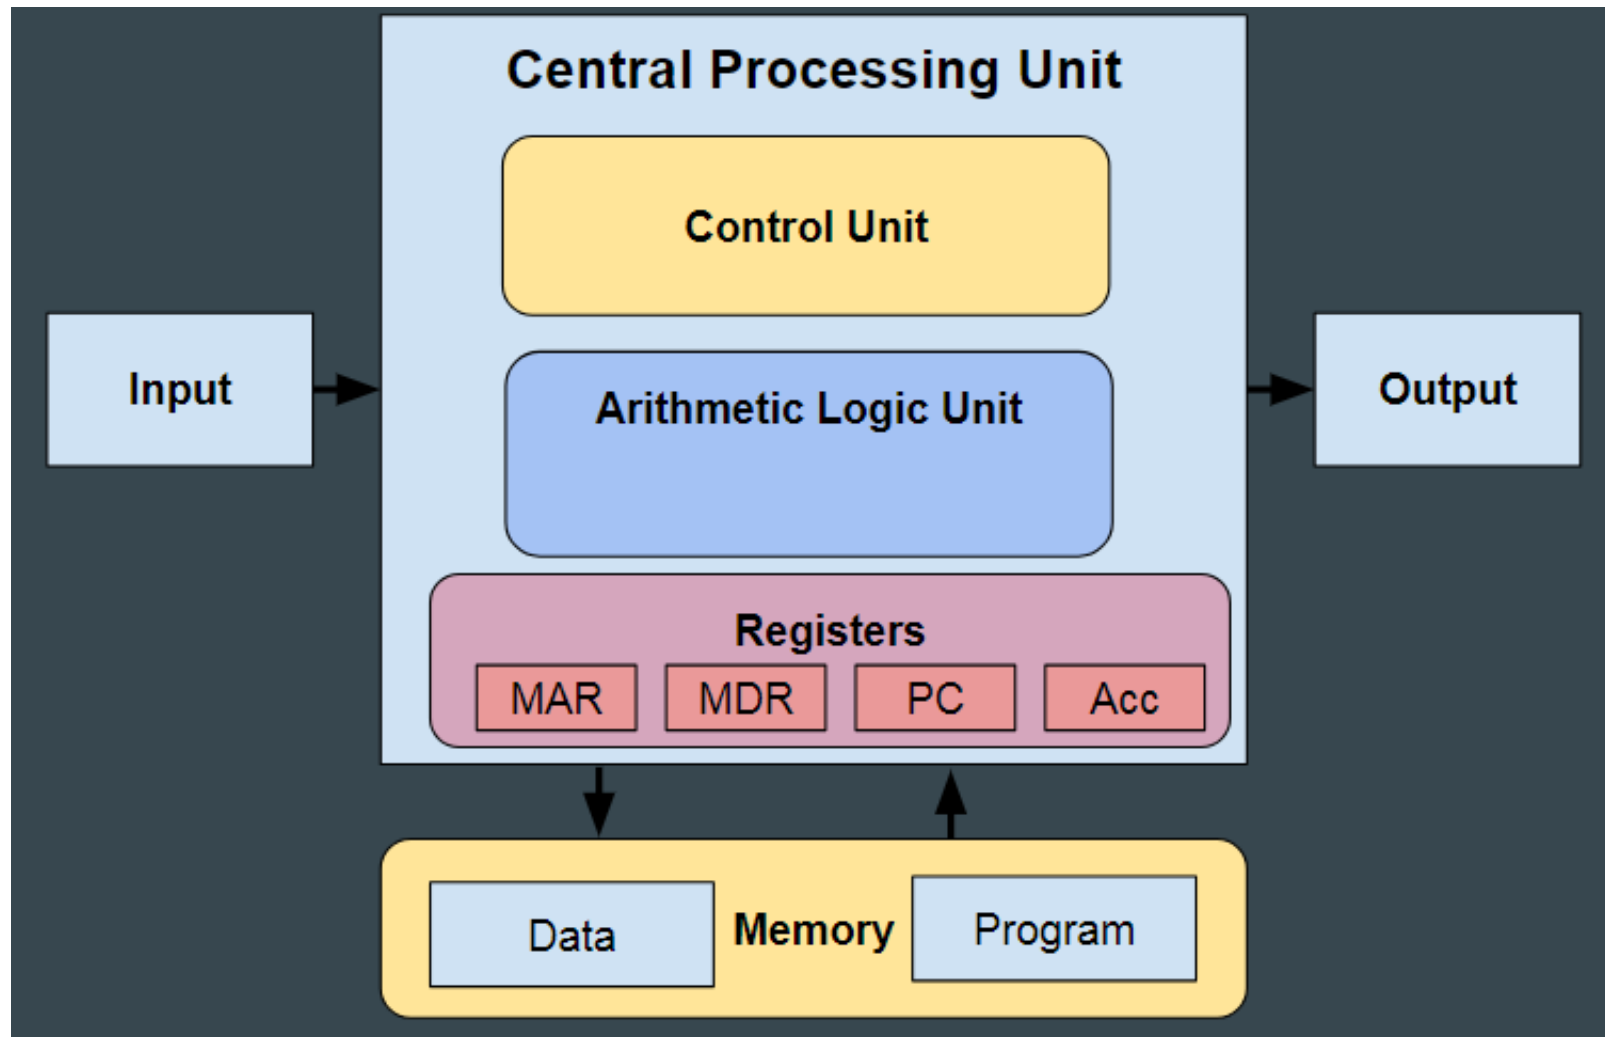 Central Processing Unit
Control Unit
Input
Arithmetic Logic Unit
Output
Registers
MAR
MDR
PC
Acc
Data
Memory
Program